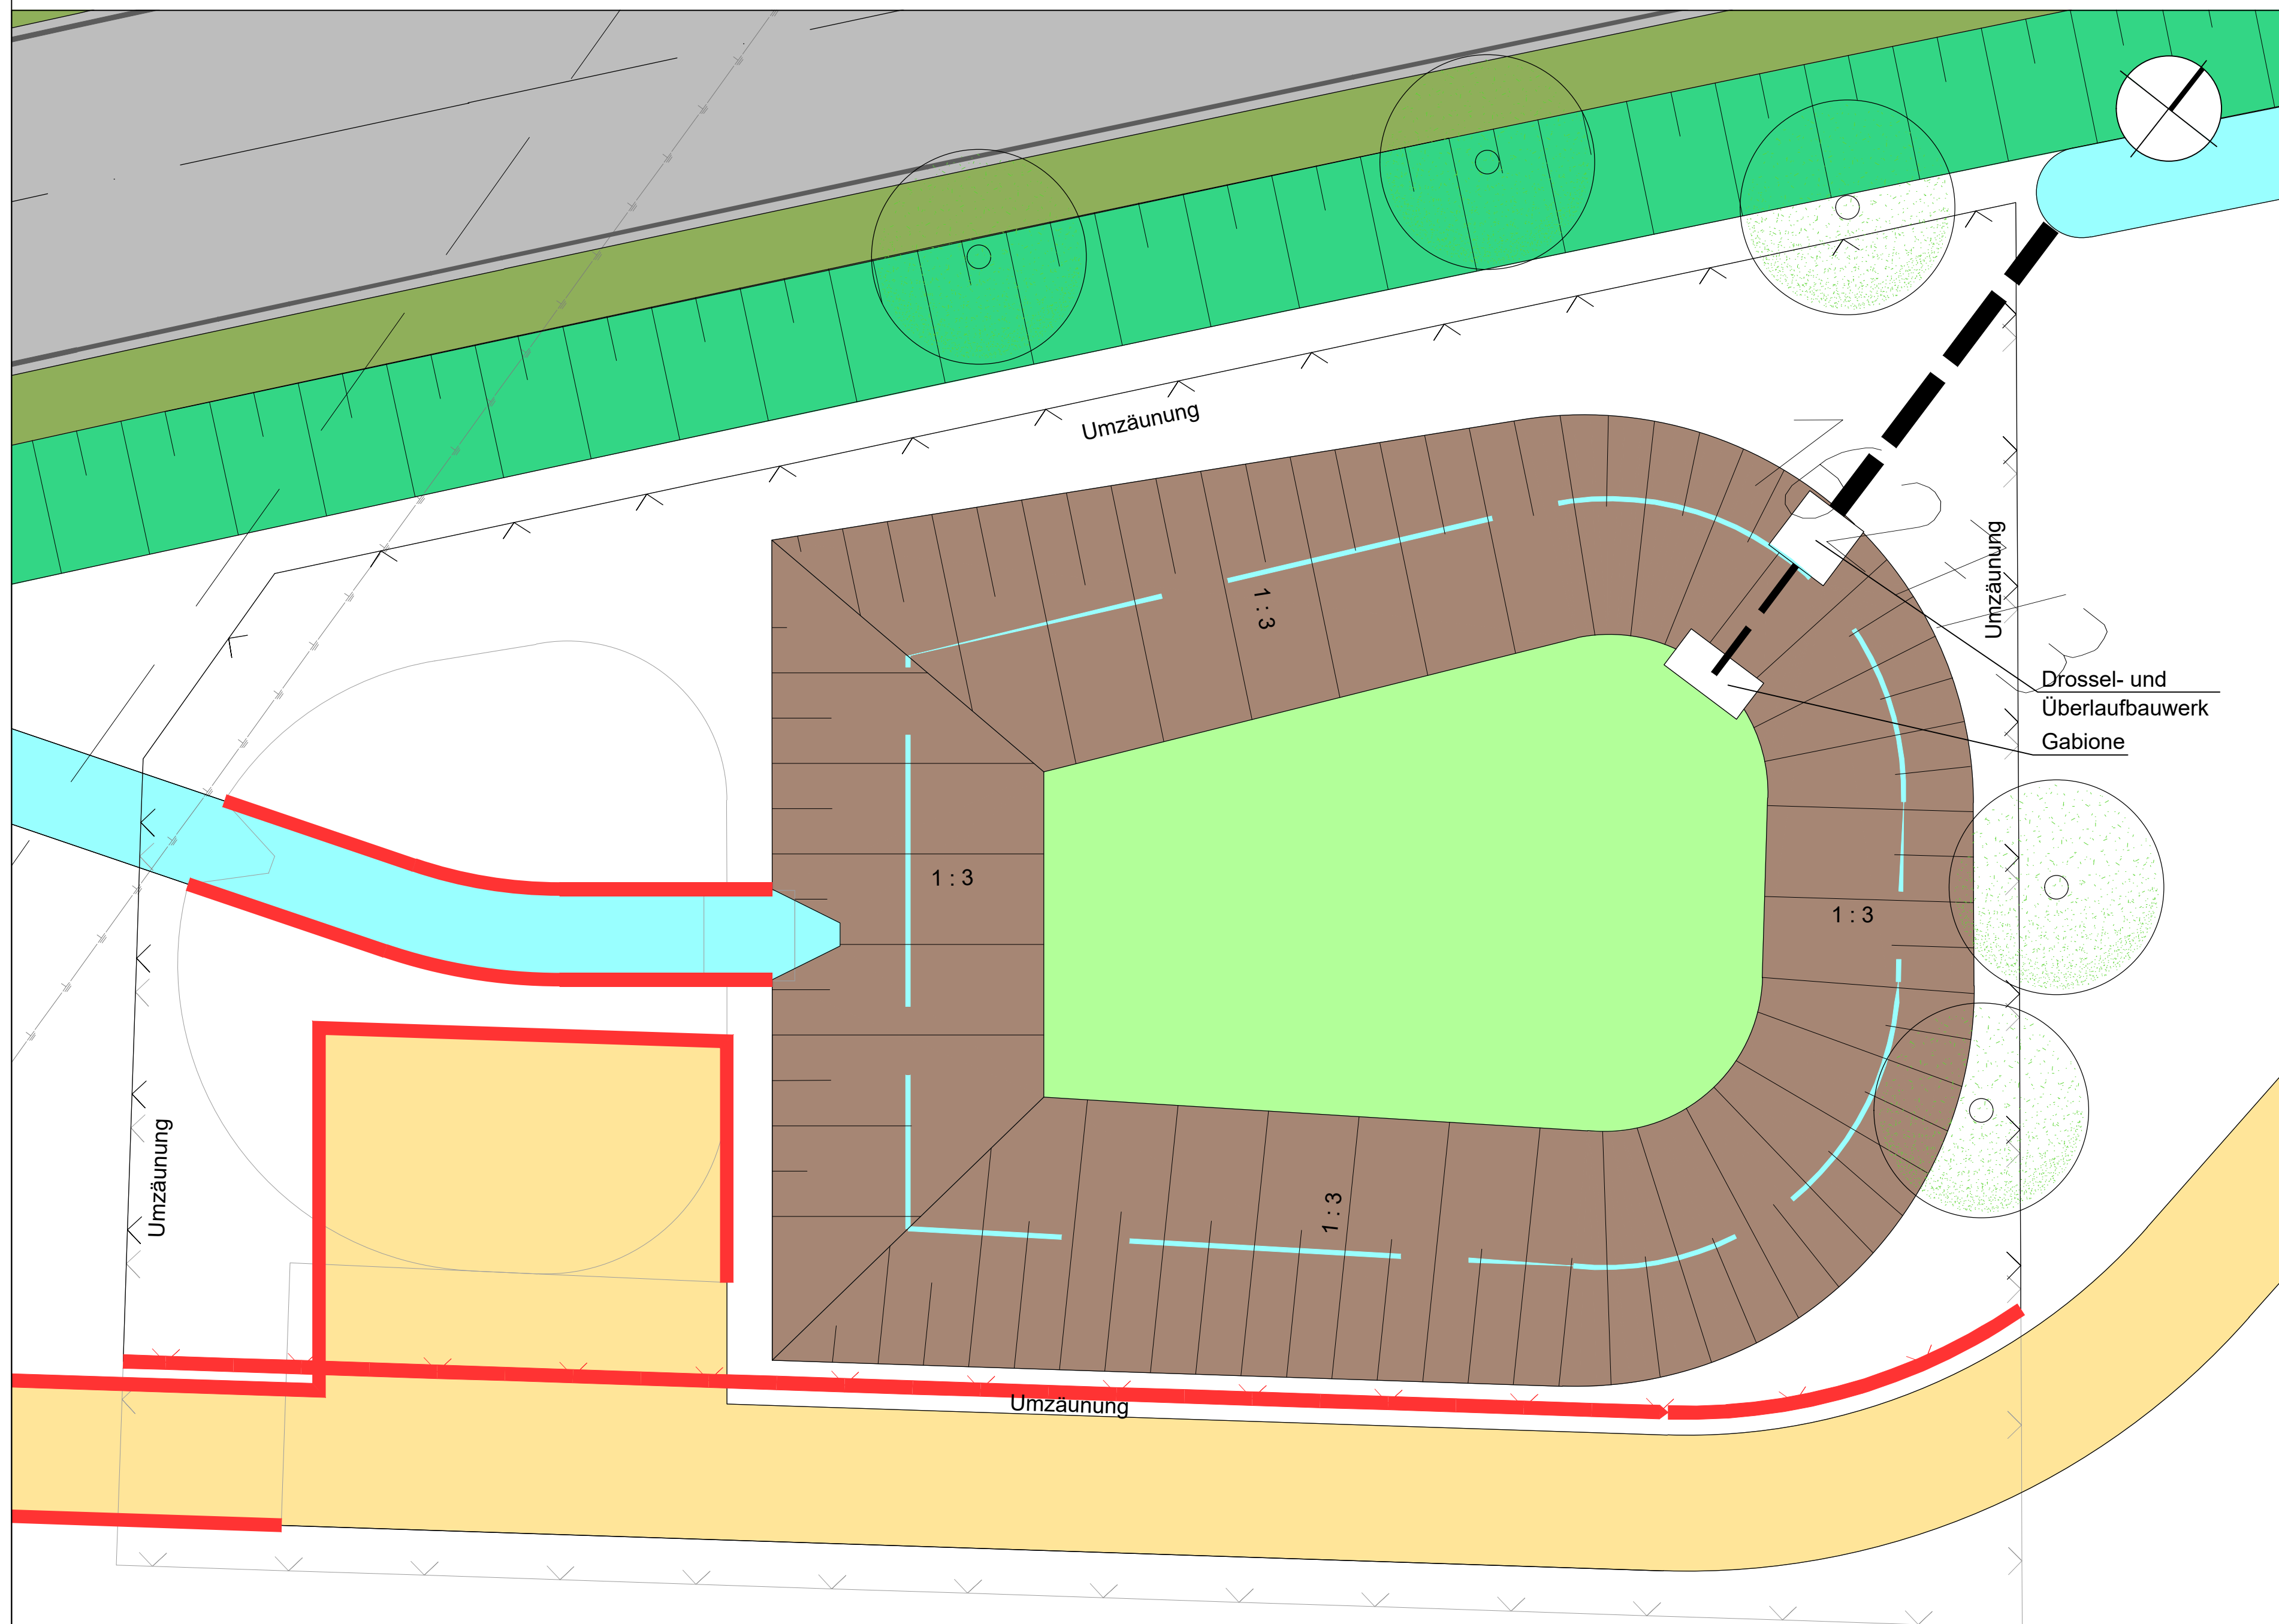 Umzäunung
1 : 3
Umzäunung
Drossel- und
Überlaufbauwerk
Gabione
1 : 3
1 : 3
Umzäunung
1 : 3
Umzäunung